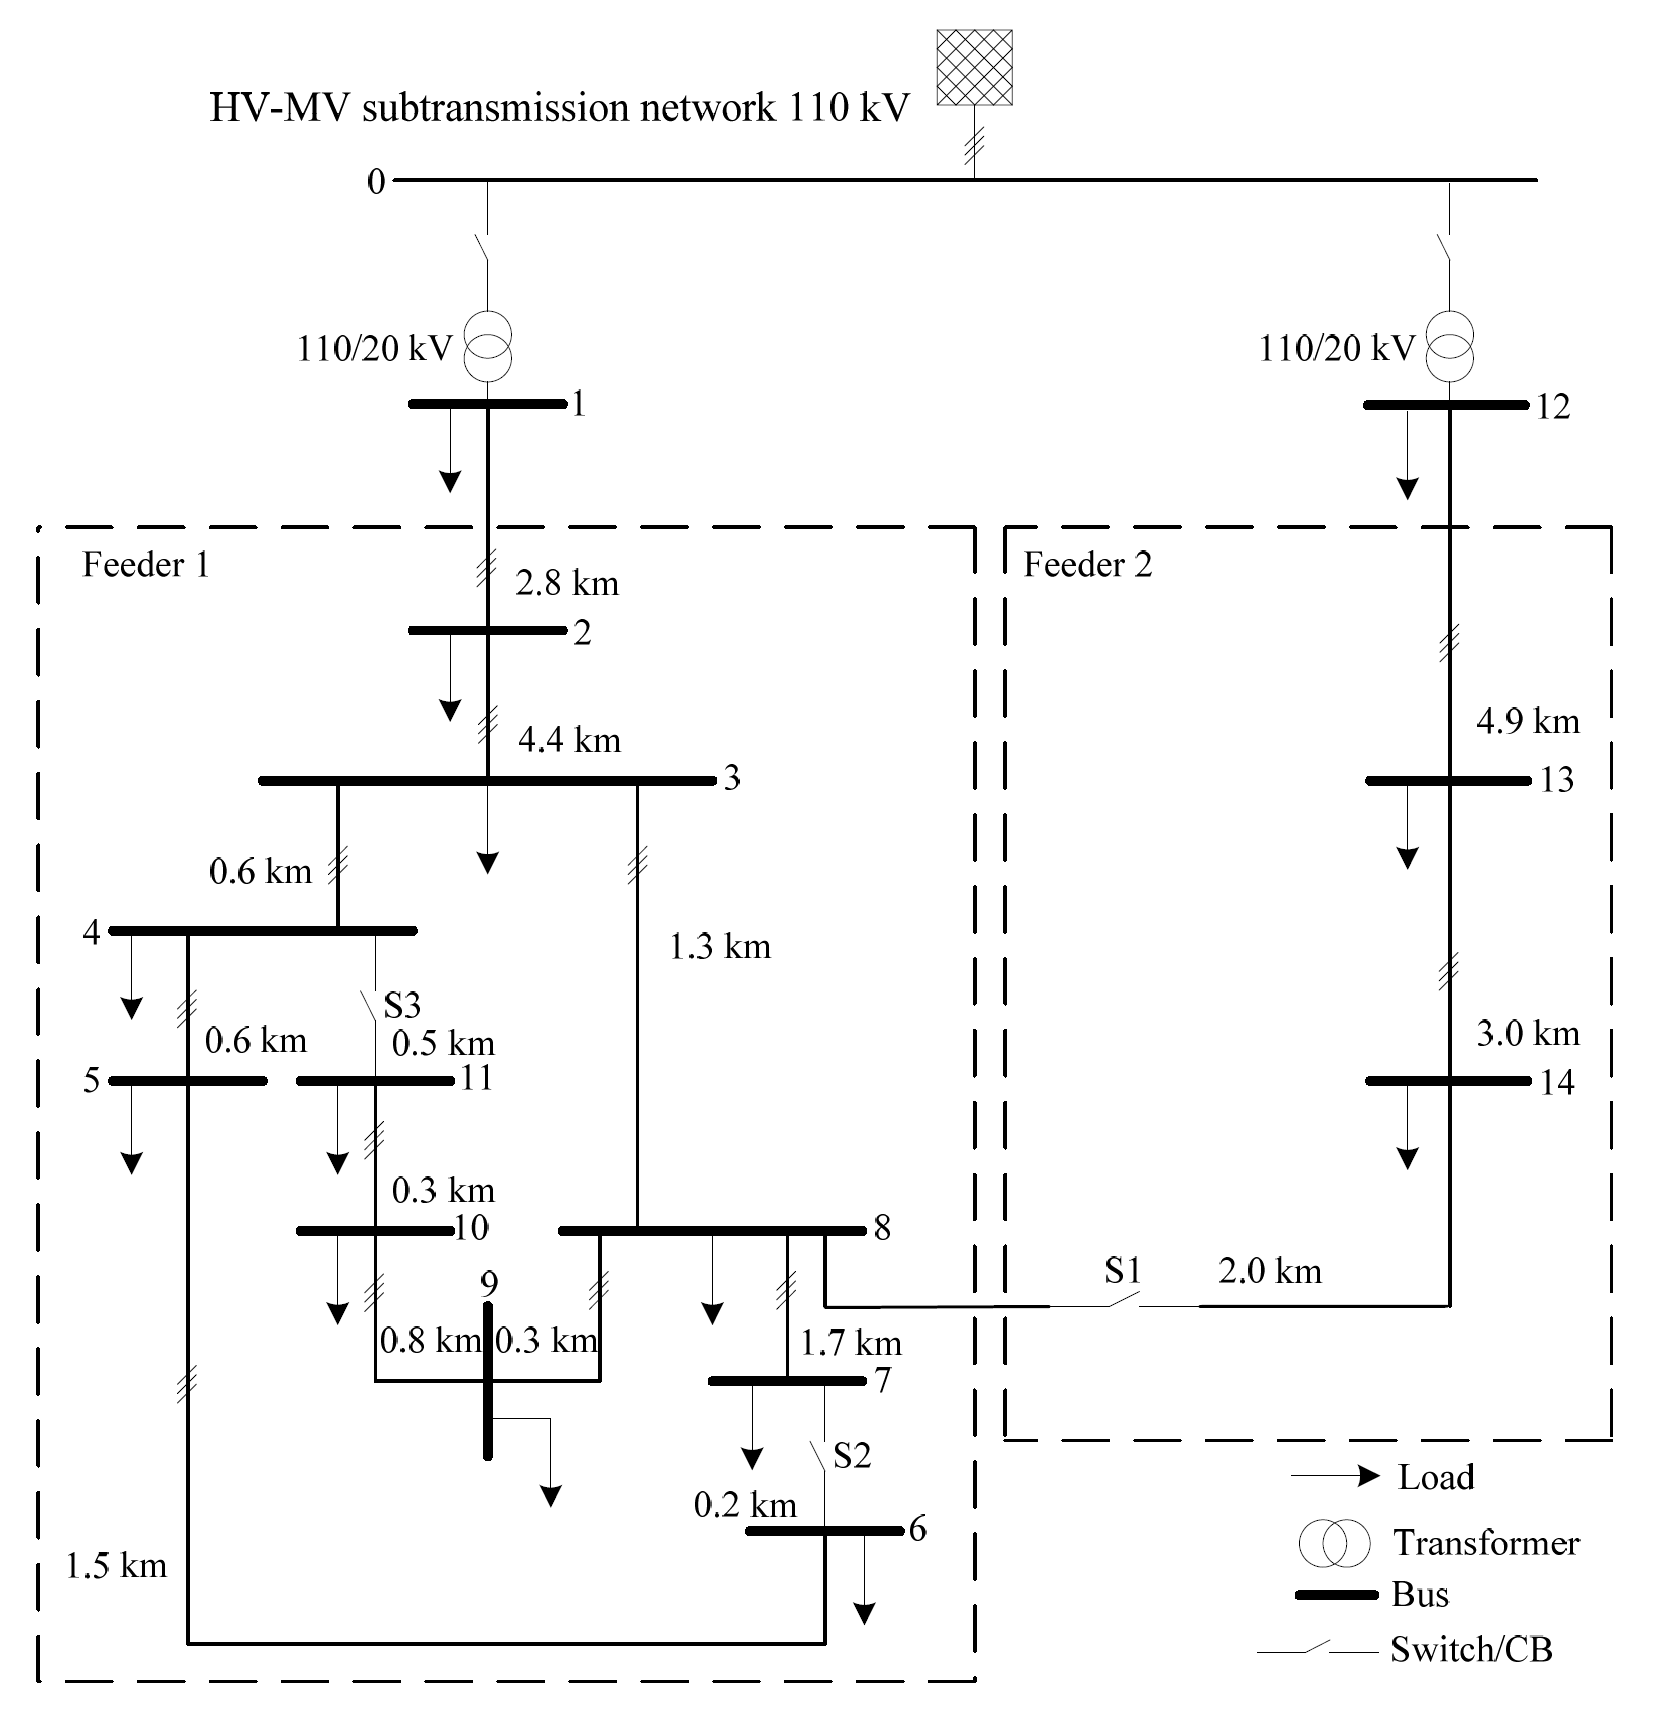 HV-MV subtransmission network 110 kV
0
110/20 kV
110/20 kV
1
12
Feeder 1
Feeder 2
2.8 km
2
4.9 km
4.4 km
3
13
0.6 km
4
1.3 km
S3
0.6 km
0.5 km
3.0 km
5
11
14
0.3 km
10
8
9
S1
2.0 km
0.8 km
0.3 km
1.7 km
7
S2
Load
0.2 km
6
Transformer
1.5 km
Bus
Switch/CB